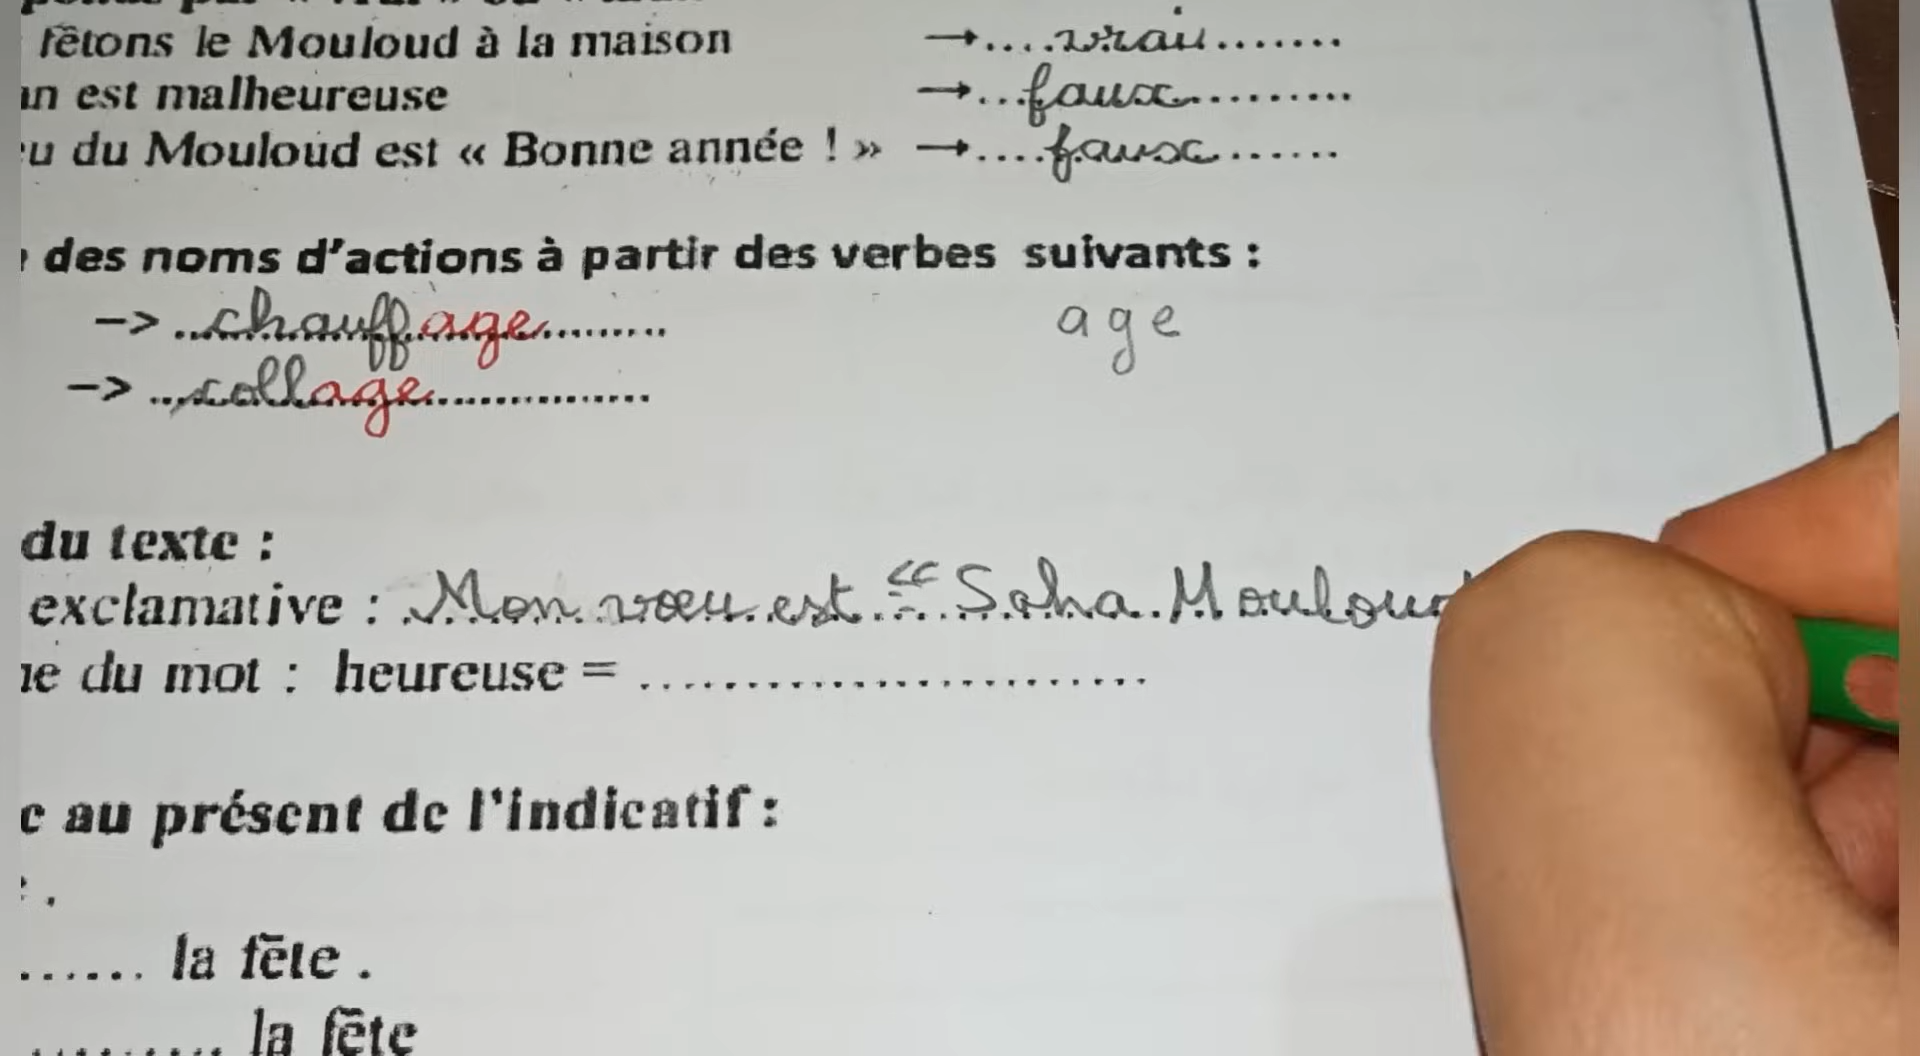 fêtons le Mouloud à la maison →....vrai.......
an est malheureuse →...faux..........
u du Mouloud est « Bonne année ! » →....faux.......
des noms d'actions à partir des verbes suivants :
–> ..chauffage......... age
–> ...collage................
du texte :
exclamative : .Mon vœu est " Saha Mouloud
e du mot : heureuse = ..........................
e au présent de l'indicatif :
...... la fête .
.......... la fête